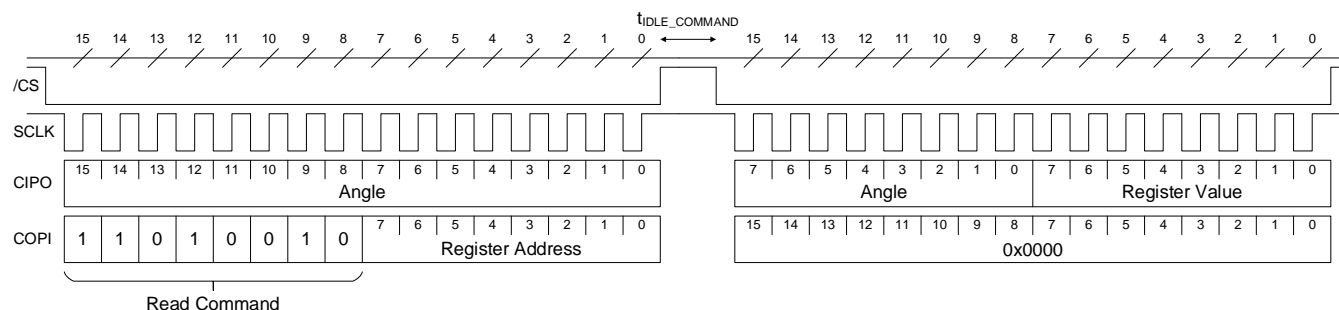 tIDLE_COMMAND
15 14 13 12 11 10 9 8 7 6 5 4 3 2 1 0 15 14 13 12 11 10 9 8 7 6 5 4 3 2 1 0
/CS
SCLK
CIPO 15 14 13 12 11 10 9 8 7 6 5 4 3 2 1 0 7 6 5 4 3 2 1 0 7 6 5 4 3 2 1 0
Angle Angle Register Value
COPI 1 1 0 1 0 0 1 0 7 6 5 4 3 2 1 0 15 14 13 12 11 10 9 8 7 6 5 4 3 2 1 0
Register Address 0x0000
Read Command